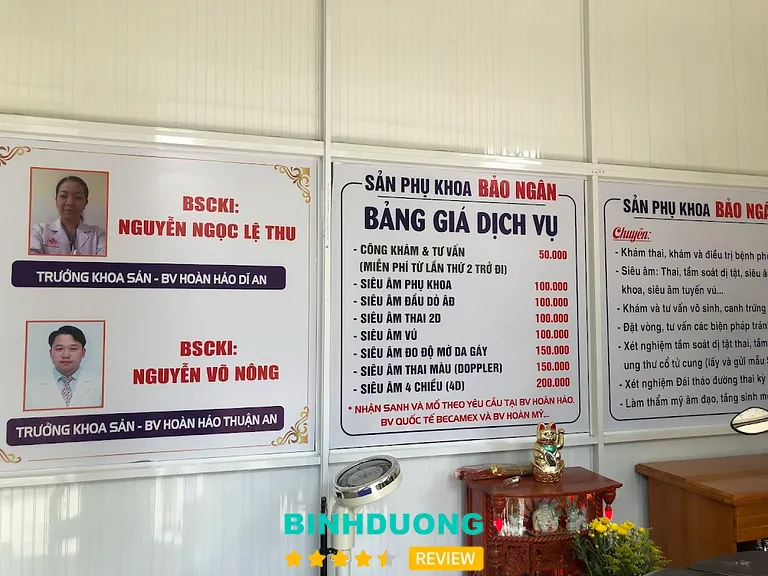 BSCKI:
NGUYỄN NGỌC LỆ THU
TRƯỞNG KHOA SẢN - BV HOÀN HẢO DĨ AN
BSCKI:
NGUYỄN VÕ NÔNG
TRƯỞNG KHOA SẢN - BV HOÀN HẢO THUẬN AN
SẢN PHỤ KHOA BẢO NGÂN
BẢNG GIÁ DỊCH VỤ
- CÔNG KHÁM & TƯ VẤN 50.000
(MIỄN PHÍ TỪ LẦN THỨ 2 TRỞ ĐI)
- SIÊU ÂM PHỤ KHOA 100.000
- SIÊU ÂM ĐẦU DÒ ÂĐ 100.000
- SIÊU ÂM THAI 2D 100.000
- SIÊU ÂM VÚ 100.000
- SIÊU ÂM ĐO ĐỘ MỜ DA GÁY 150.000
- SIÊU ÂM THAI MÀU (DOPPLER) 150.000
- SIÊU ÂM 4 CHIỀU (4D) 200.000
* NHẬN SANH VÀ MỔ THEO YÊU CẦU TẠI BV HOÀN HẢO.
BV QUỐC TẾ BECAMEX VÀ BV HOÀN MỸ...
SẢN PHỤ KHOA BẢO NGÂ
Chuyên:
- Khám thai, khám và điều trị bệnh ph
- Siêu âm: Thai, tầm soát dị tật, siêu â
khoa, siêu âm tuyến vú...
- Khám và tư vấn vô sinh, canh trứng
- Đặt vòng, tư vấn các biện pháp trán
- Xét nghiệm tầm soát dị tật thai, tầm
ung thư cổ tử cung (lấy và gửi mẫu
- Xét nghiệm Đái tháo đường thai kỳ
- Làm thẩm mỹ âm đạo, tầng sinh m
BINHDUONG
REVIEW